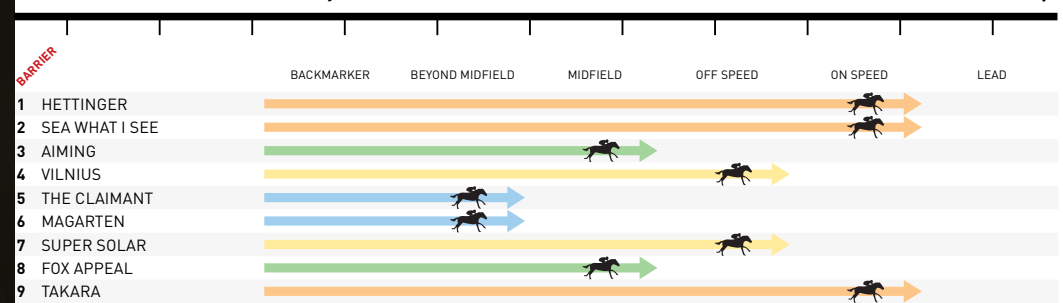 BARRIER
BACKMARKER BEYOND MIDFIELD MIDFIELD OFF SPEED ON SPEED LEAD
1 HETTINGER
2 SEA WHAT I SEE
3 AIMING
4 VILNIUS
5 THE CLAIMANT
6 MAGARTEN
7 SUPER SOLAR
8 FOX APPEAL
9 TAKARA